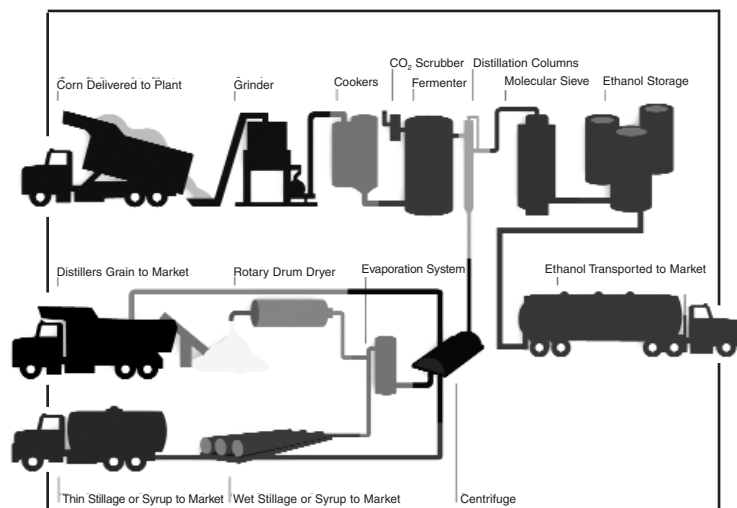 CO₂ Scrubber
Distillation Columns
Corn Delivered to Plant
Grinder
Cookers
Fermenter
Molecular Sieve
Ethanol Storage
Distillers Grain to Market
Rotary Drum Dryer
Evaporation System
Ethanol Transported to Market
Thin Stillage or Syrup to Market
Wet Stillage or Syrup to Market
Centrifuge